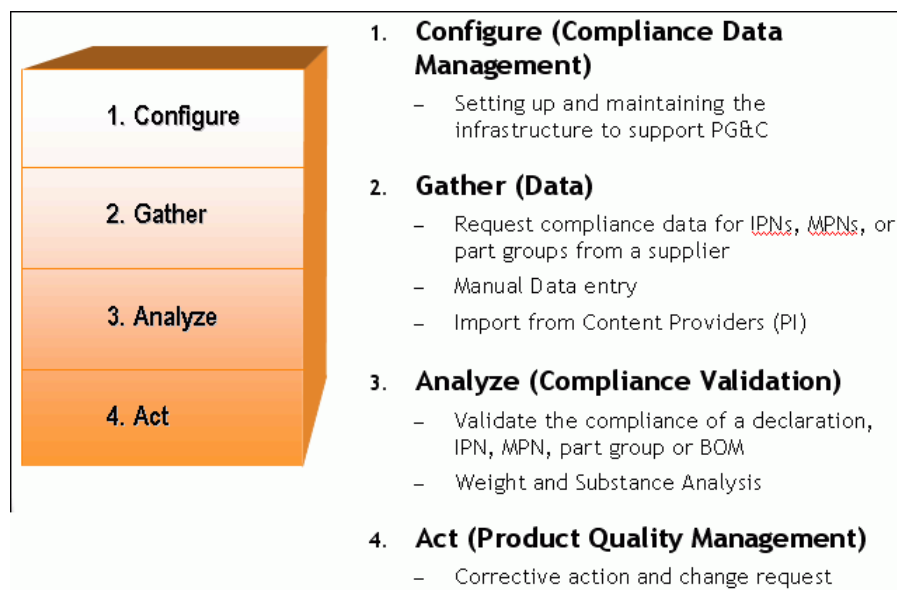 1. Configure
2. Gather
3. Analyze
4. Act
1. Configure (Compliance Data
Management)
– Setting up and maintaining the
infrastructure to support PG&C
2. Gather (Data)
– Request compliance data for IPNs, MPNs, or
part groups from a supplier
– Manual Data entry
– Import from Content Providers (PI)
3. Analyze (Compliance Validation)
– Validate the compliance of a declaration,
IPN, MPN, part group or BOM
– Weight and Substance Analysis
4. Act (Product Quality Management)
– Corrective action and change request